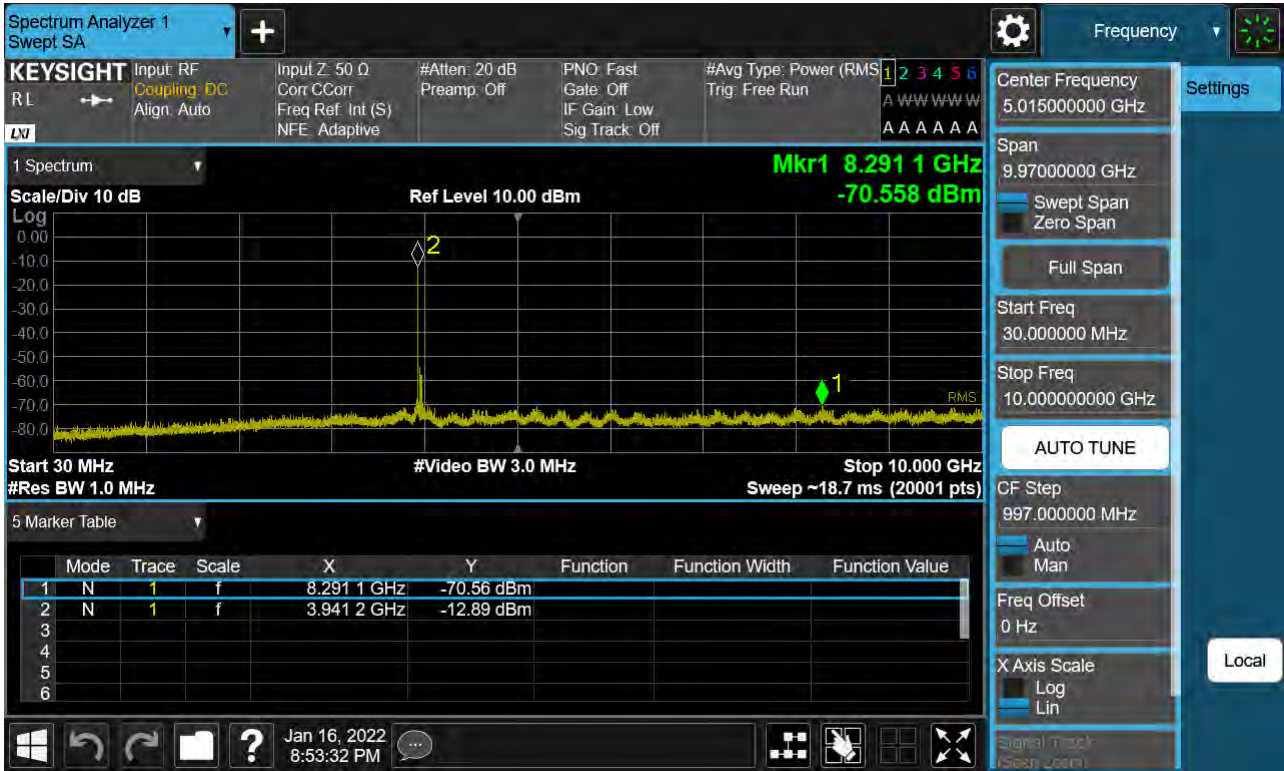 Spectrum Analyzer 1
Swept SA
+
Frequency
KEYSIGHT
RL
LXI
Input: RF
Coupling: DC
Align: Auto
Input Z: 50 Ω
Corr CCorr
Freq Ref: Int (S)
NFE: Adaptive
#Atten: 20 dB
Preamp: Off
PNO: Fast
Gate: Off
IF Gain: Low
Sig Track: Off
#Avg Type: Power (RMS
Trig: Free Run
1 2 3 4 5 6
A W W W W W
A A A A A A
1 Spectrum
Scale/Div 10 dB
Ref Level 10.00 dBm
Mkr1 8.291 1 GHz
-70.558 dBm
Log
0.00
-10.0
-20.0
-30.0
-40.0
-50.0
-60.0
-70.0
-80.0
2
1
RMS
Start 30 MHz
#Video BW 3.0 MHz
Stop 10.000 GHz
#Res BW 1.0 MHz
Sweep ~18.7 ms (20001 pts)
5 Marker Table
Mode Trace Scale X Y Function Function Width Function Value
1 N 1 f 8.291 1 GHz -70.56 dBm
2 N 1 f 3.941 2 GHz -12.89 dBm
3
4
5
6
Center Frequency
5.015000000 GHz
Settings
Span
9.97000000 GHz
Swept Span
Zero Span
Full Span
Start Freq
30.000000 MHz
Stop Freq
10.000000000 GHz
AUTO TUNE
CF Step
997.000000 MHz
Auto
Man
Freq Offset
0 Hz
X Axis Scale
Log
Lin
Signal Track
(Span Zoom)
Local
?
Jan 16, 2022
8:53:32 PM